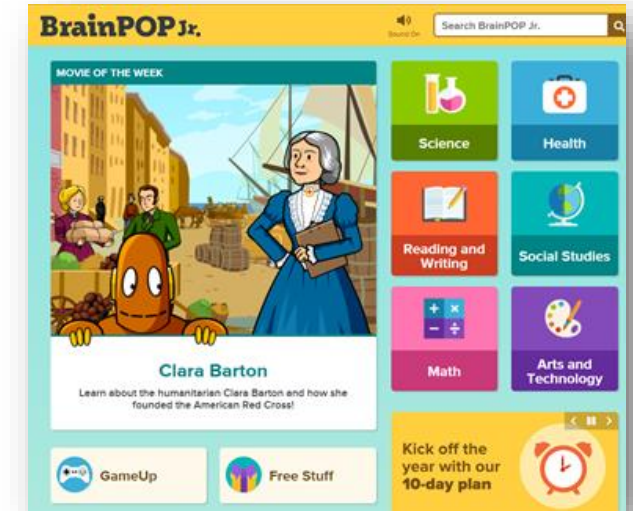 BrainPOP Jr.
Sound On
Search BrainPOP Jr.
MOVIE OF THE WEEK
Clara Barton
Learn about the humanitarian Clara Barton and how she
founded the American Red Cross!
GameUp
Free Stuff
Science
Health
Reading and
Writing
Social Studies
Math
Arts and
Technology
Kick off the
year with our
10-day plan